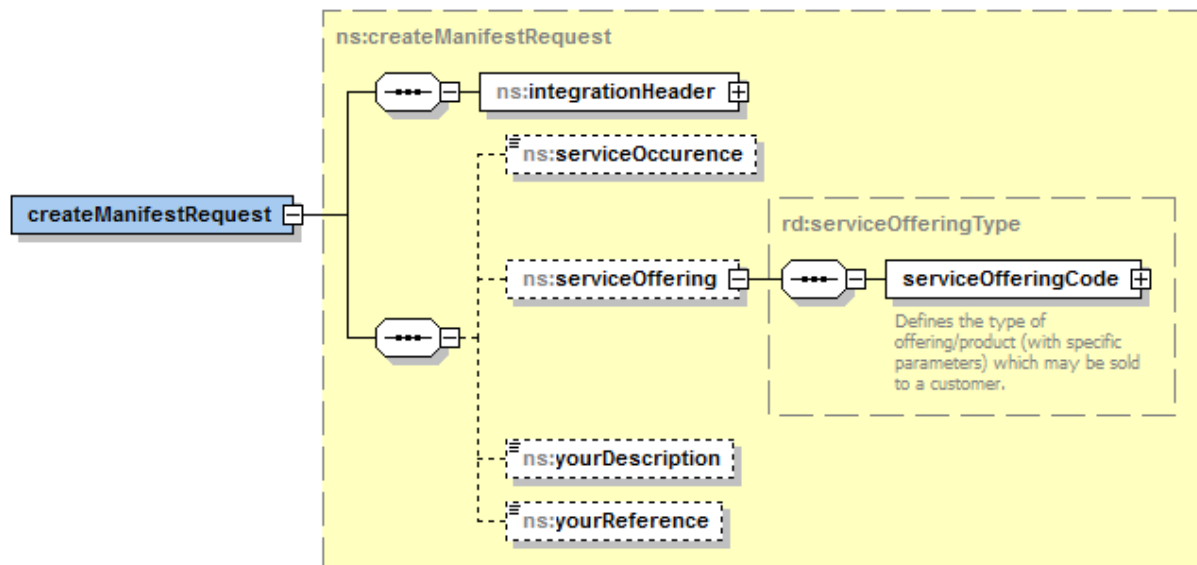 ns:createManifestRequest
ns:integrationHeader
ns:serviceOccurence
createManifestRequest
rd:serviceOfferingType
ns:serviceOffering
serviceOfferingCode
Defines the type of
offering/product (with specific
parameters) which may be sold
to a customer.
ns:yourDescription
ns:yourReference